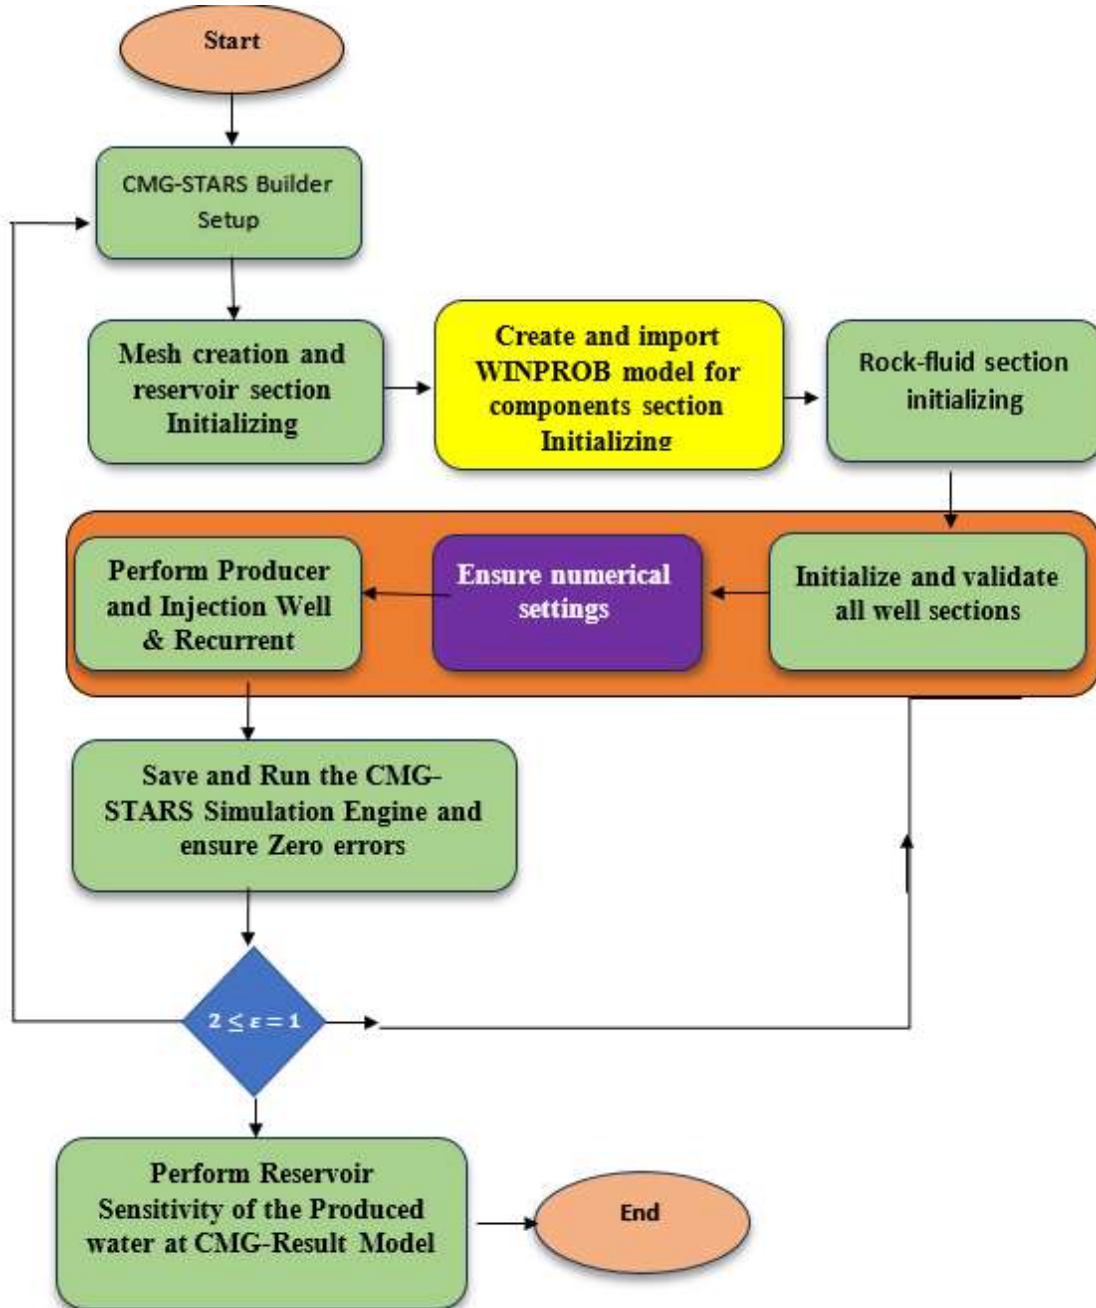 Start
CMG-STARS Builder
Setup
Mesh creation and
reservoir section
Initializing
Create and import
WINPROB model for
components section
Initializing
Rock-fluid section
initializing
Initialize and validate
all well sections
Ensure numerical
settings
Perform Producer
and Injection Well
& Recurrent
Save and Run the CMG-
STARS Simulation Engine and
ensure Zero errors
2 ≤ ε = 1
Perform Reservoir
Sensitivity of the Produced
water at CMG-Result Model
End